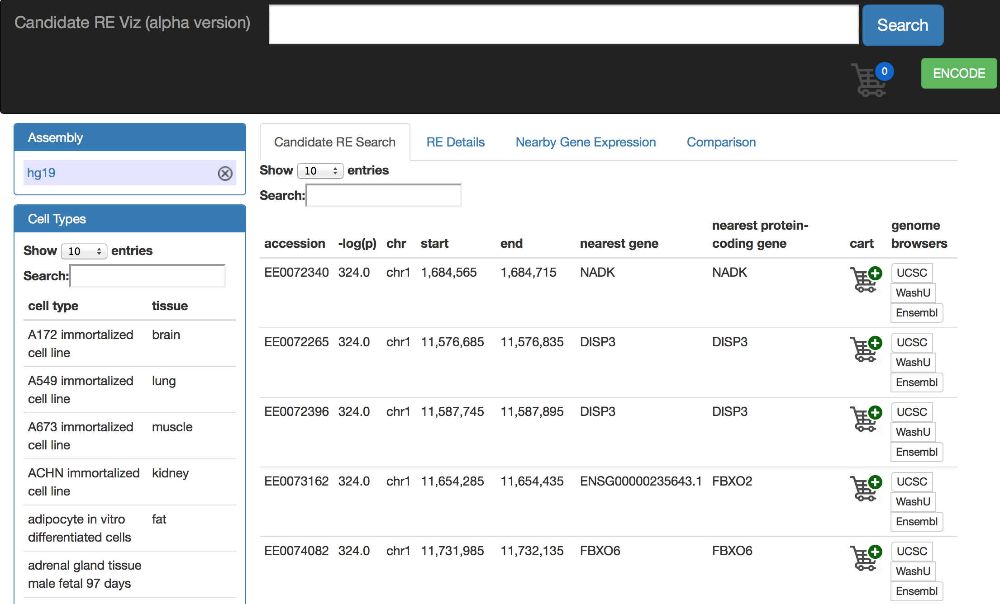 Candidate RE Viz (alpha version)
Search
0
ENCODE
Assembly
hg19
Cell Types
Show 10 entries
Search:
cell type tissue
A172 immortalized brain
cell line
A549 immortalized lung
cell line
A673 immortalized muscle
cell line
ACHN immortalized kidney
cell line
adipocyte in vitro fat
differentiated cells
adrenal gland tissue
male fetal 97 days
Candidate RE Search RE Details Nearby Gene Expression Comparison
Show 10 entries
Search:
nearest protein- genome
accession -log(p) chr start end nearest gene coding gene cart browsers
EE0072340 324.0 chr1 1,684,565 1,684,715 NADK NADK UCSC
WashU
Ensembl
EE0072265 324.0 chr1 11,576,685 11,576,835 DISP3 DISP3 UCSC
WashU
Ensembl
EE0072396 324.0 chr1 11,587,745 11,587,895 DISP3 DISP3 UCSC
WashU
Ensembl
EE0073162 324.0 chr1 11,654,285 11,654,435 ENSG00000235643.1 FBXO2 UCSC
WashU
Ensembl
EE0074082 324.0 chr1 11,731,985 11,732,135 FBXO6 FBXO6 UCSC
WashU
Ensembl